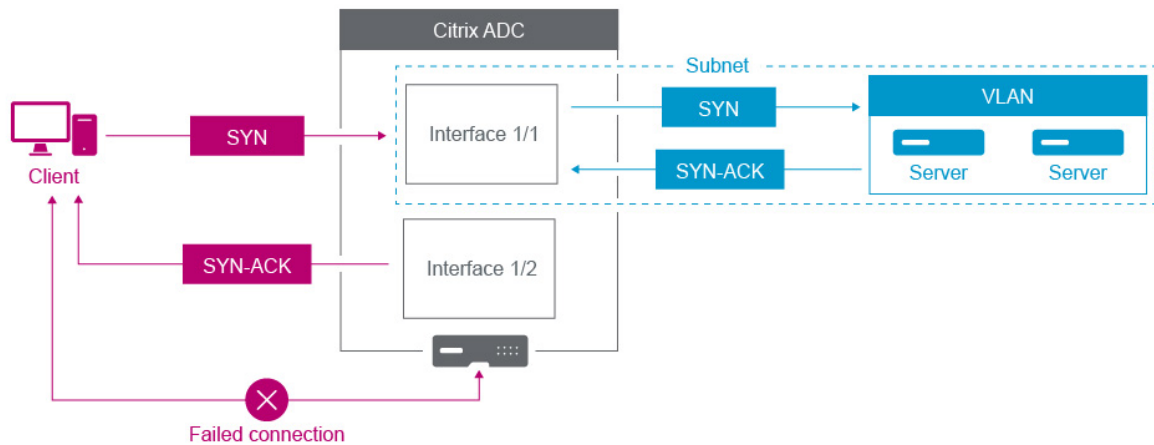 Citrix ADC
Subnet
SYN
Interface 1/1
SYN
VLAN
Client
SYN-ACK
Server
Server
SYN-ACK
Interface 1/2
Failed connection